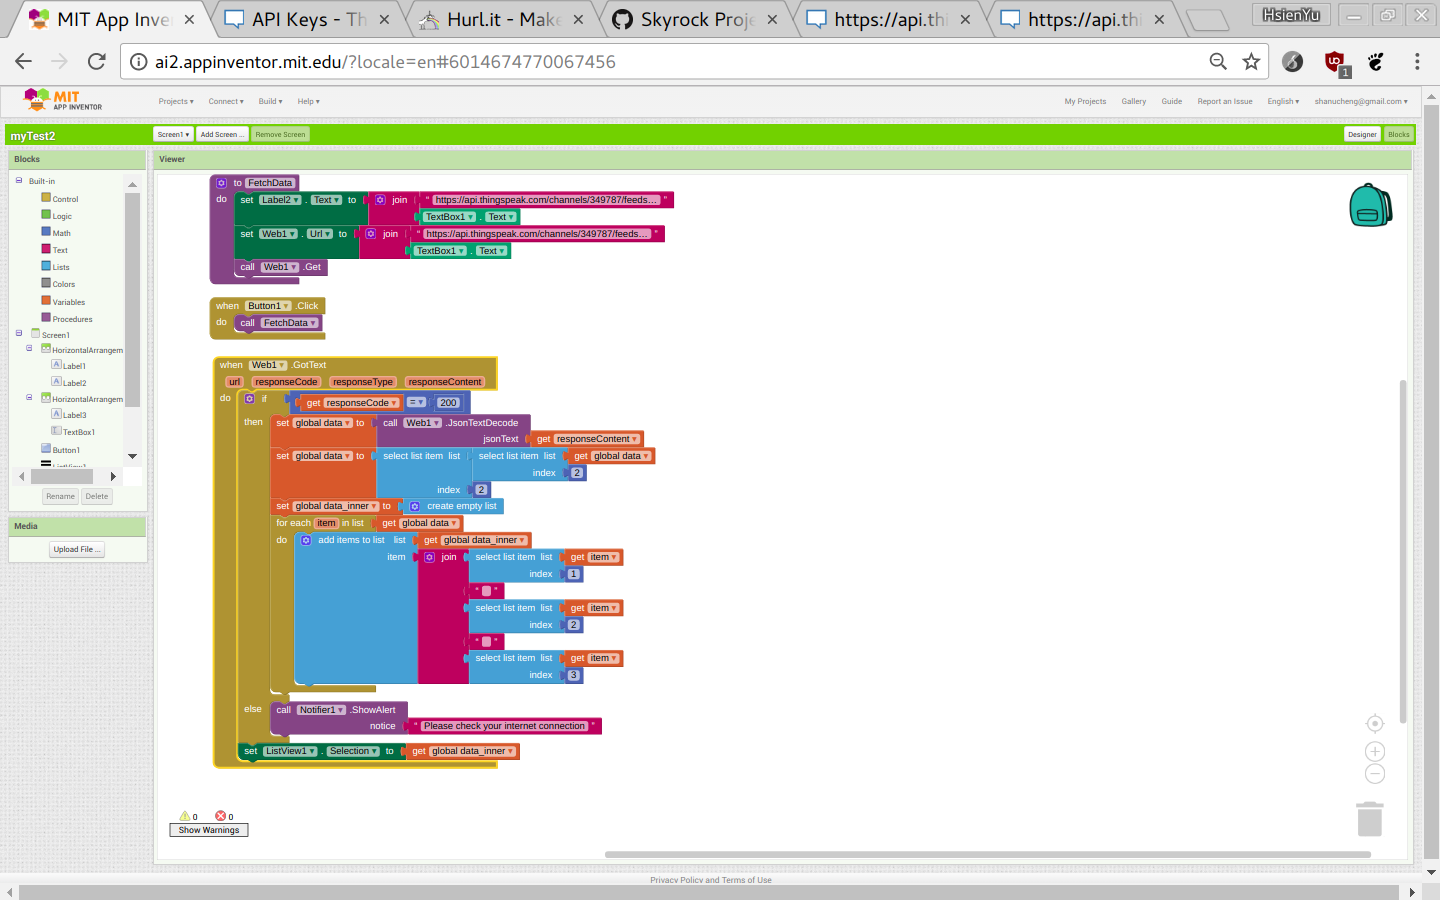 MIT App Inven
API Keys - Th
Hurl.it - Make
Skyrock Proje
https://api.thi
https://api.thi
HsienYu
ai2.appinventor.mit.edu/?locale=en#6014674770067456
1
MIT
APP INVENTOR
Projects ▾ Connect ▾ Build ▾ Help ▾
My Projects Gallery Guide Report an Issue English ▾ shanucheng@gmail.com ▾
myTest2
Screen1 ▾ Add Screen ... Remove Screen
Designer Blocks
Blocks
Built-in
Control
Logic
Math
Text
Lists
Colors
Variables
Procedures
Screen1
HorizontalArrangem
Label1
Label2
HorizontalArrangem
Label3
TextBox1
Button1
ListView1
Rename Delete
Media
Upload File ...
Viewer
to FetchData
do set Label2 . Text to join " https://api.thingspeak.com/channels/349787/feeds... "
TextBox1 . Text
set Web1 . Url to join " https://api.thingspeak.com/channels/349787/feeds... "
TextBox1 . Text
call Web1 .Get
when Button1 .Click
do call FetchData
when Web1 .GotText
url responseCode responseType responseContent
do if get responseCode = 200
then set global data to call Web1 .JsonTextDecode
jsonText get responseContent
set global data to select list item list select list item list get global data
index 2
index 2
set global data_inner to create empty list
for each item in list get global data
do add items to list list get global data_inner
item join select list item list get item
index 1
" "
select list item list get item
index 2
" "
select list item list get item
index 3
else call Notifier1 .ShowAlert
notice " Please check your internet connection "
set ListView1 . Selection to get global data_inner
0 0
Show Warnings
Privacy Policy and Terms of Use